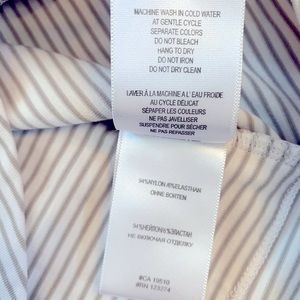 MACHINE WASH IN COLD WATER
AT GENTLE CYCLE
SEPARATE COLORS
DO NOT BLEACH
HANG TO DRY
DO NOT IRON
DO NOT DRY CLEAN
LAVER À LA MACHINE A L' EAU FROIDE
AU CYCLE DÉLICAT
SÉPARER LES COULEURS
NE PAS JAVELLISER
SUSPENDRE POUR SÉCHER
NE PAS REPASSER
94%NYLON /6%ELASTHAN
OHNE BORTEN
94%НЕЙЛОН/6%ЭЛАСТАН
НЕ ВКЛЮЧАЯ ОТДЕЛКУ
#CA 19510
#RN 123274